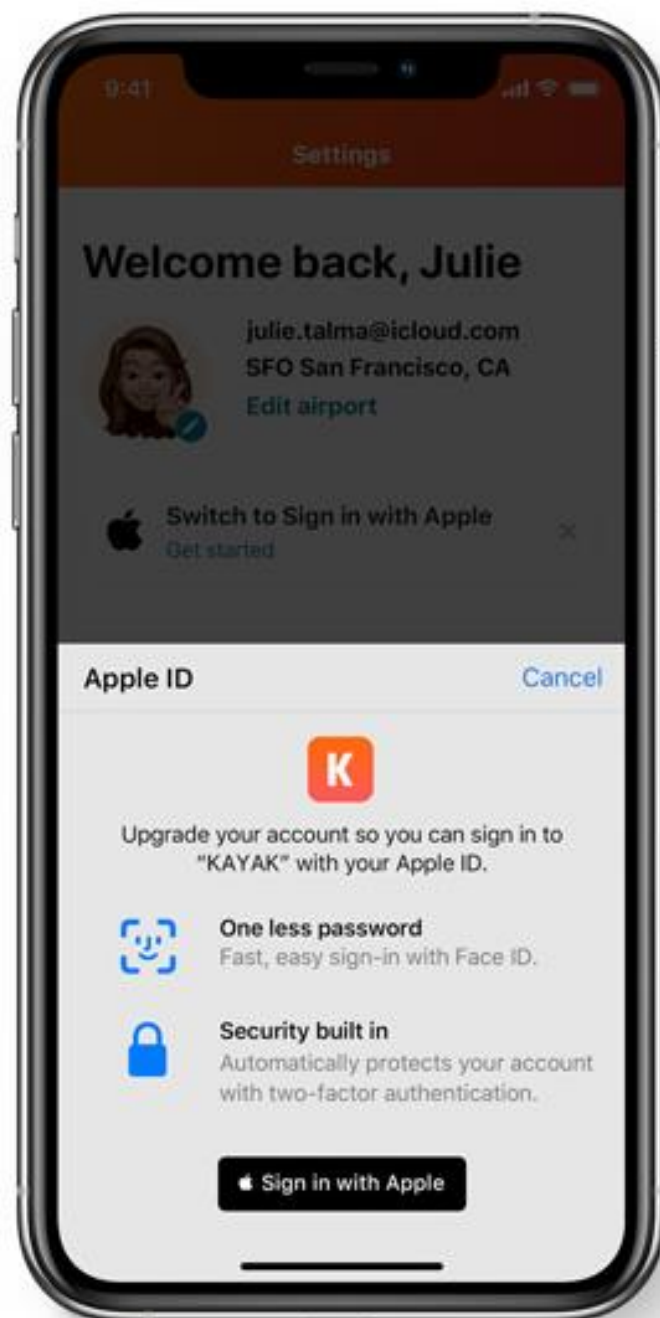 9:41
Settings
Welcome back, Julie
julie.talma@icloud.com
SFO San Francisco, CA
Edit airport
Switch to Sign in with Apple
Get started
Apple ID
Cancel
K
Upgrade your account so you can sign in to
“KAYAK” with your Apple ID.
One less password
Fast, easy sign-in with Face ID.
Security built in
Automatically protects your account
with two-factor authentication.
Sign in with Apple